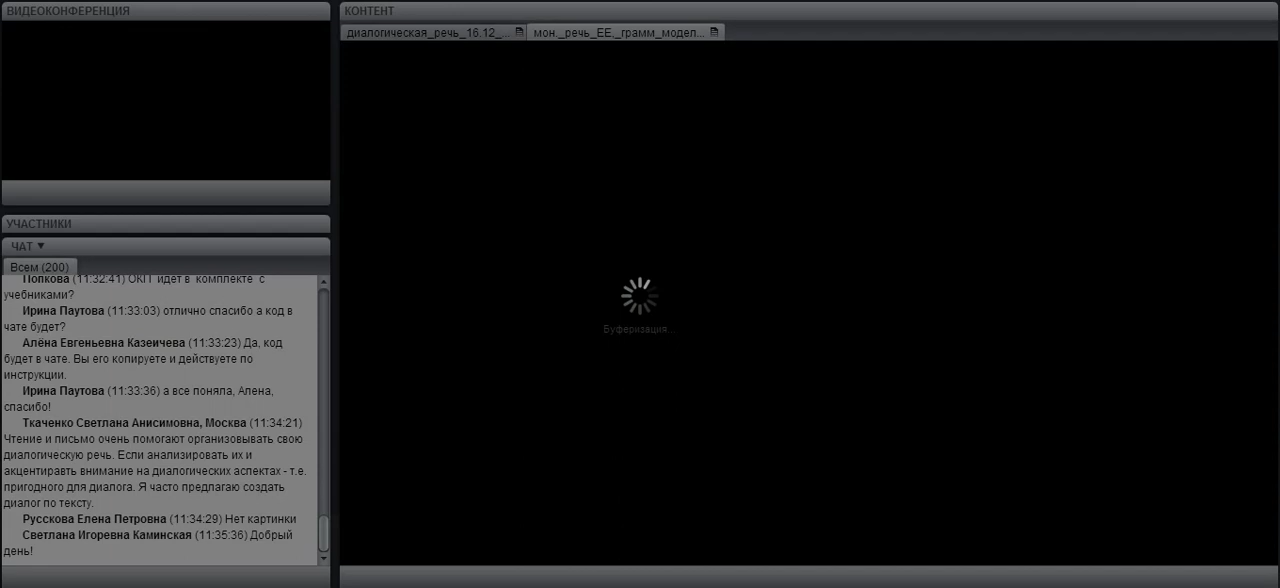 ВИДЕОКОНФЕРЕНЦИЯ
КОНТЕНТ
диалогическая_речь_16.12_...
мон._речь_ЕЕ,_грамм_модел...
УЧАСТНИКИ
ЧАТ
Всем (200)
Попкова (11:32:41) ОКП идет в комплекте с
учебниками?
Ирина Паутова (11:33:03) отлично спасибо а код в
чате будет?
Алёна Евгеньевна Казеичева (11:33:23) Да, код
будет в чате. Вы его копируете и действуете по
инструкции.
Ирина Паутова (11:33:36) а все поняла, Алена,
спасибо!
Ткаченко Светлана Анисимовна, Москва (11:34:21)
Чтение и письмо очень помогают организовывать свою
диалогическую речь. Если анализировать их и
акцентиравть внимание на диалогических аспектах - т.е.
пригодного для диалога. Я часто предлагаю создать
диалог по тексту.
Русскова Елена Петровна (11:34:29) Нет картинки
Светлана Игоревна Каминская (11:35:36) Добрый
день!
Буферизация...